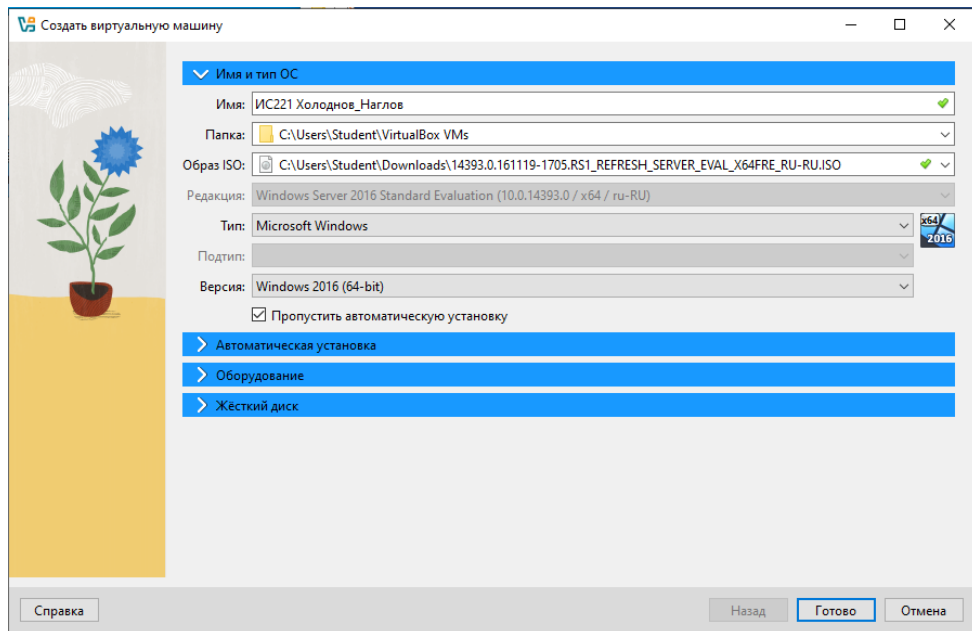 Создать виртуальную машину
Имя и тип ОС
Имя: ИС221 Холоднов_Наглов
Папка: C:\Users\Student\VirtualBox VMs
Образ ISO: C:\Users\Student\Downloads\14393.0.161119-1705.RS1_REFRESH_SERVER_EVAL_X64FRE_RU-RU.ISO
Редакция: Windows Server 2016 Standard Evaluation (10.0.14393.0 / x64 / ru-RU)
Тип: Microsoft Windows
x64
2016
Подтип:
Версия: Windows 2016 (64-bit)
Пропустить автоматическую установку
Автоматическая установка
Оборудование
Жёсткий диск
Справка Назад Готово Отмена